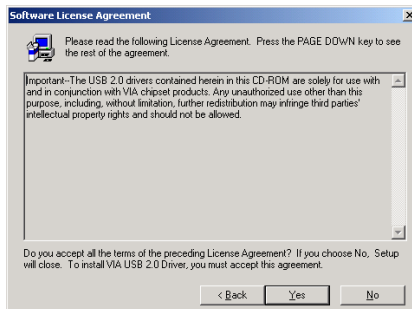 Software License Agreement
Please read the following License Agreement. Press the PAGE DOWN key to see
the rest of the agreement.
Important--The USB 2.0 drivers contained herein in this CD-ROM are solely for use with
and in conjunction with VIA chipset products. Any unauthorized use other than this
purpose, including, without limitation, further redistribution may infringe third parties'
intellectual property rights and should not be allowed.
Do you accept all the terms of the preceding License Agreement? If you choose No, Setup
will close. To install VIA USB 2.0 Driver, you must accept this agreement.
< Back Yes No